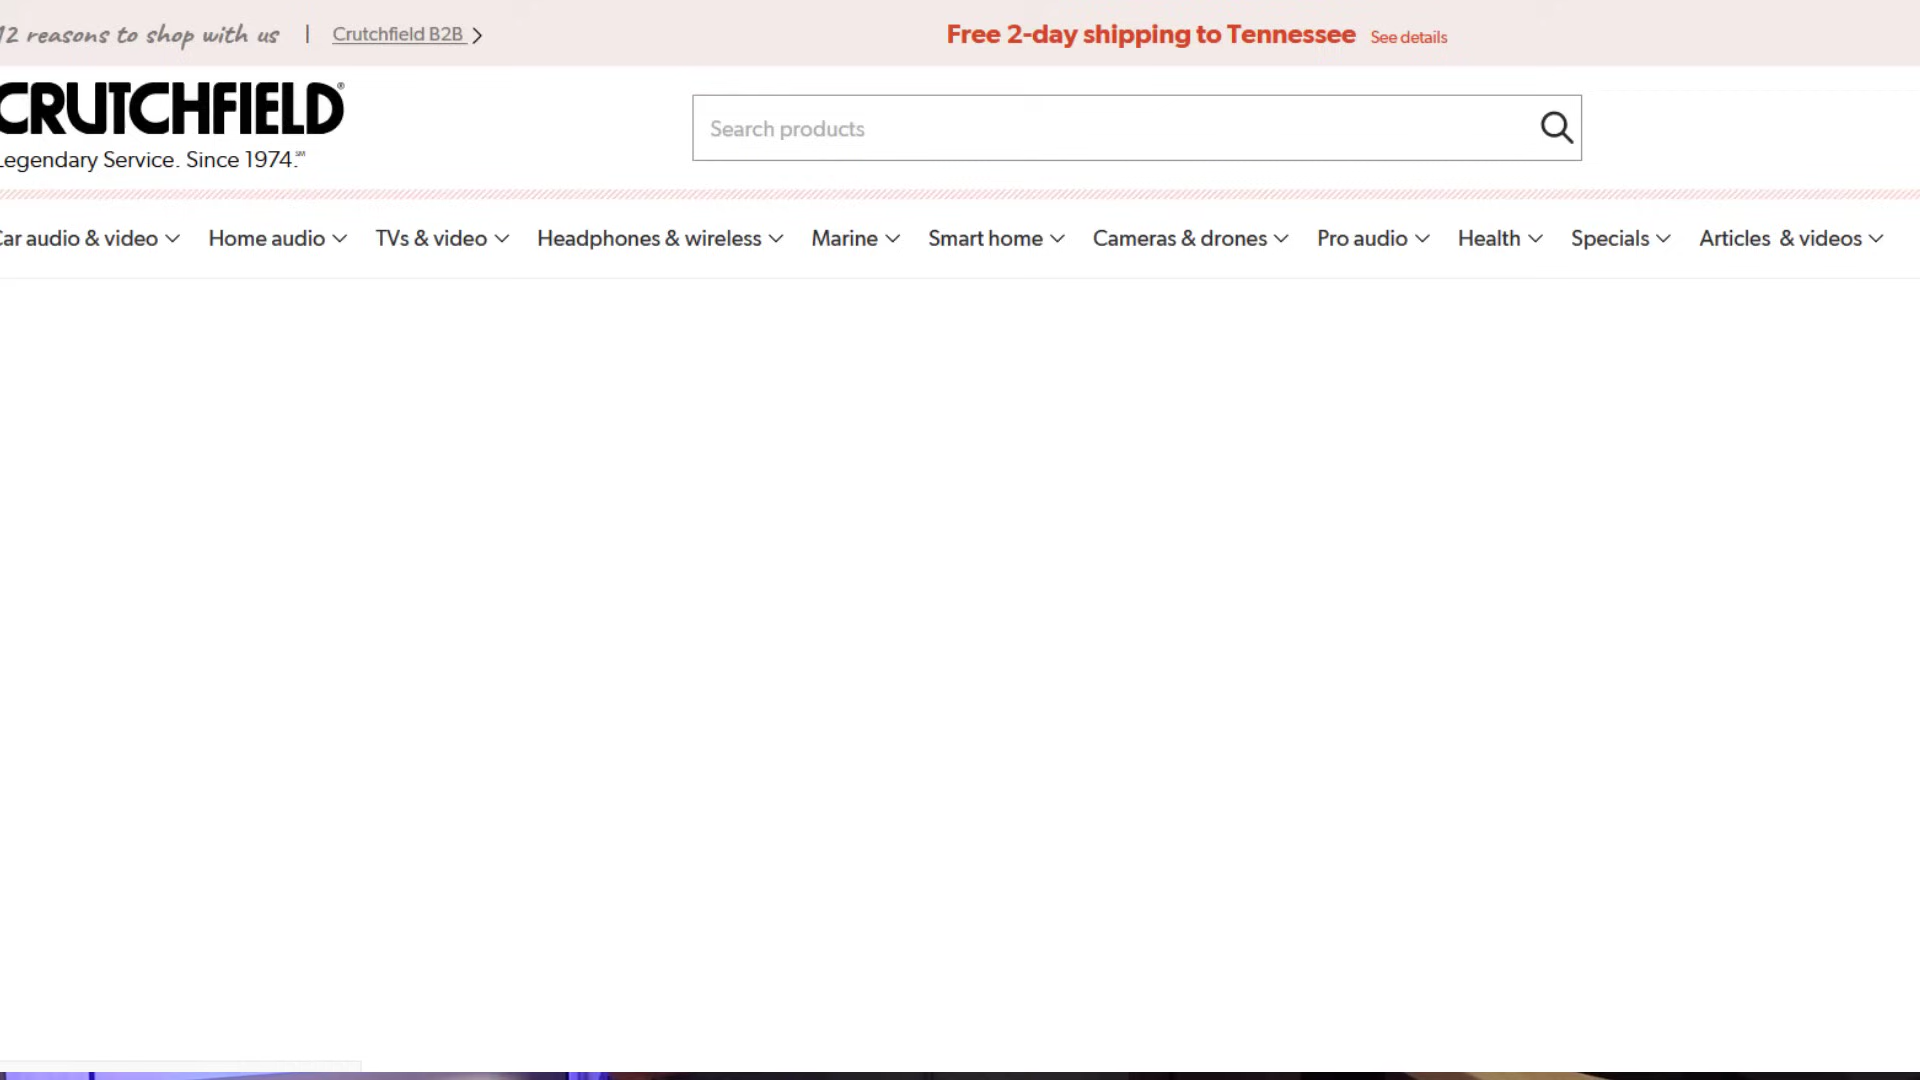 12 reasons to shop with us | Crutchfield B2B
Free 2-day shipping to Tennessee See details
CRUTCHFIELD®
Legendary Service. Since 1974.℠
Search products
Car audio & video Home audio TVs & video Headphones & wireless Marine Smart home Cameras & drones Pro audio Health Specials Articles & videos